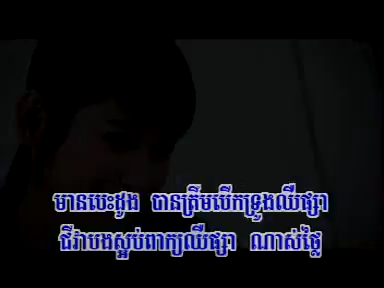 មានបេះដូង បានត្រឹមបើកទ្រូងឈឺផ្សា
ជីវាបងស្អប់ពាក្យឈឺផ្សា ណាស់ថ្លៃ